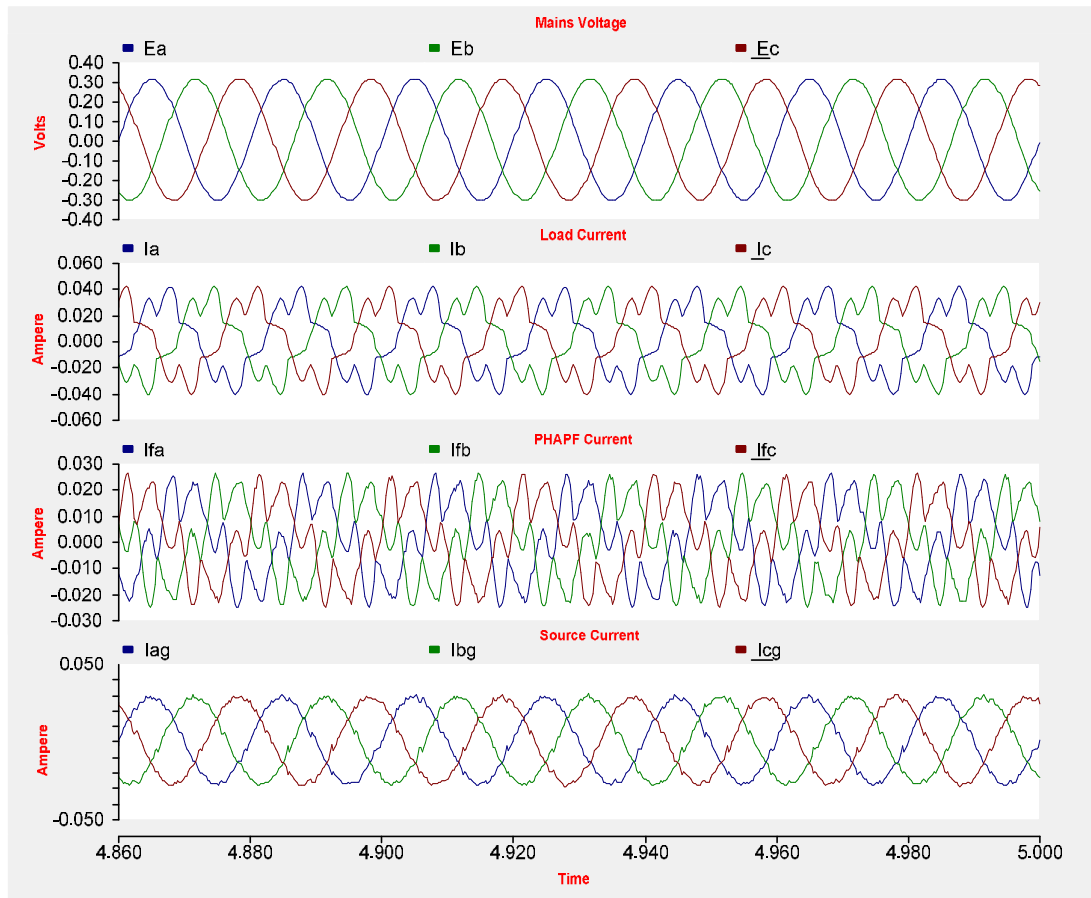 Mains Voltage
Ea Eb Ec
0.40
0.30
0.20
0.10
0.00
-0.10
-0.20
-0.30
-0.40
Volts
Load Current
Ia Ib Ic
0.060
0.040
0.020
0.000
-0.020
-0.040
-0.060
Ampere
PHAPF Current
Ifa Ifb Ifc
0.030
0.020
0.010
0.000
-0.010
-0.020
-0.030
Ampere
Source Current
Iag Ibg Icg
0.050
-0.050
Ampere
4.860 4.880 4.900 4.920 4.940 4.960 4.980 5.000
Time